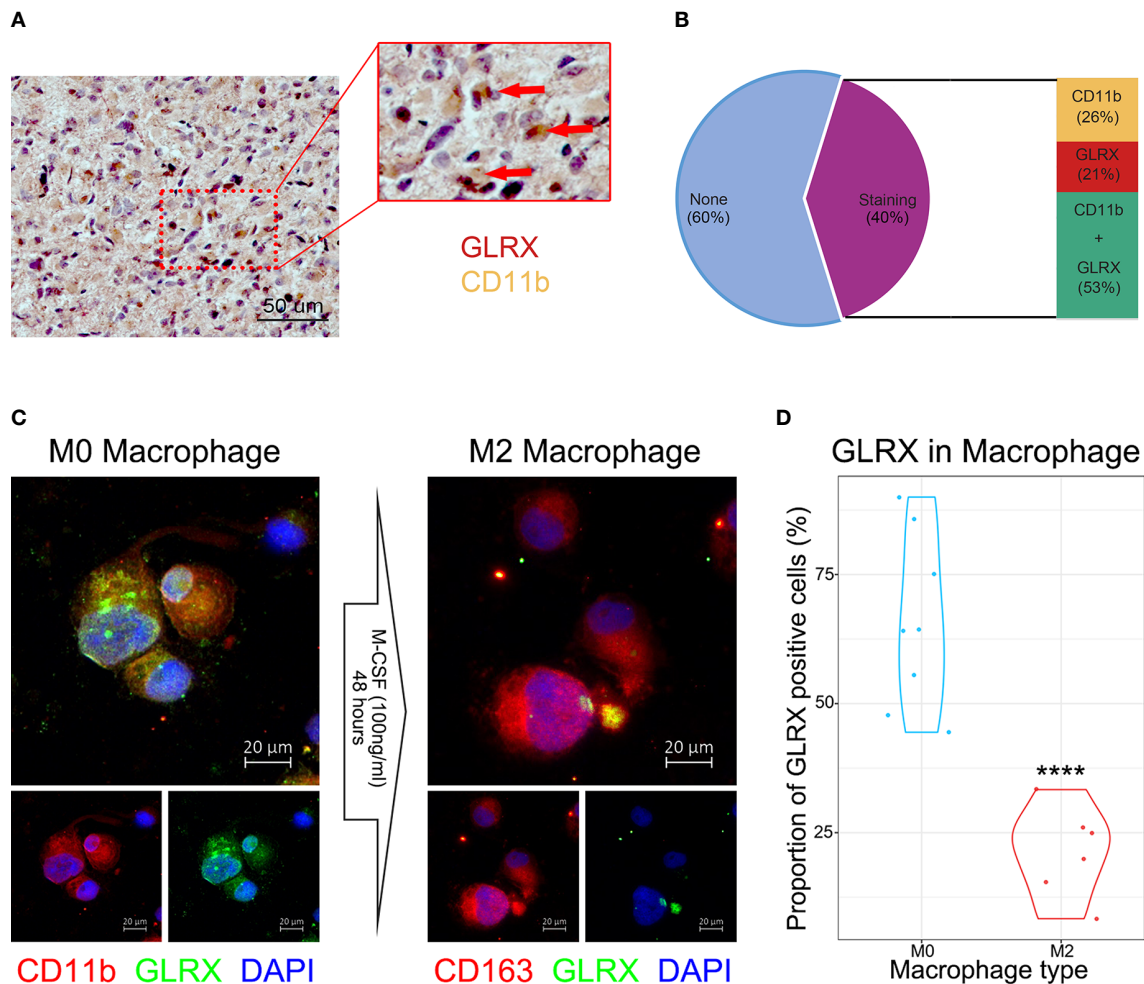 A
50 um
GLRX
CD11b
B
None
(60%)
Staining
(40%)
CD11b
(26%)
GLRX
(21%)
CD11b
+
GLRX
(53%)
C
M0 Macrophage
20 μm
20 μm
20 μm
CD11b GLRX DAPI
M-CSF (100ng/ml)
48 hours
M2 Macrophage
20 μm
20 μm
20 μm
CD163 GLRX DAPI
D
GLRX in Macrophage
Proportion of GLRX positive cells (%)
75
50
25
****
M0 M2
Macrophage type